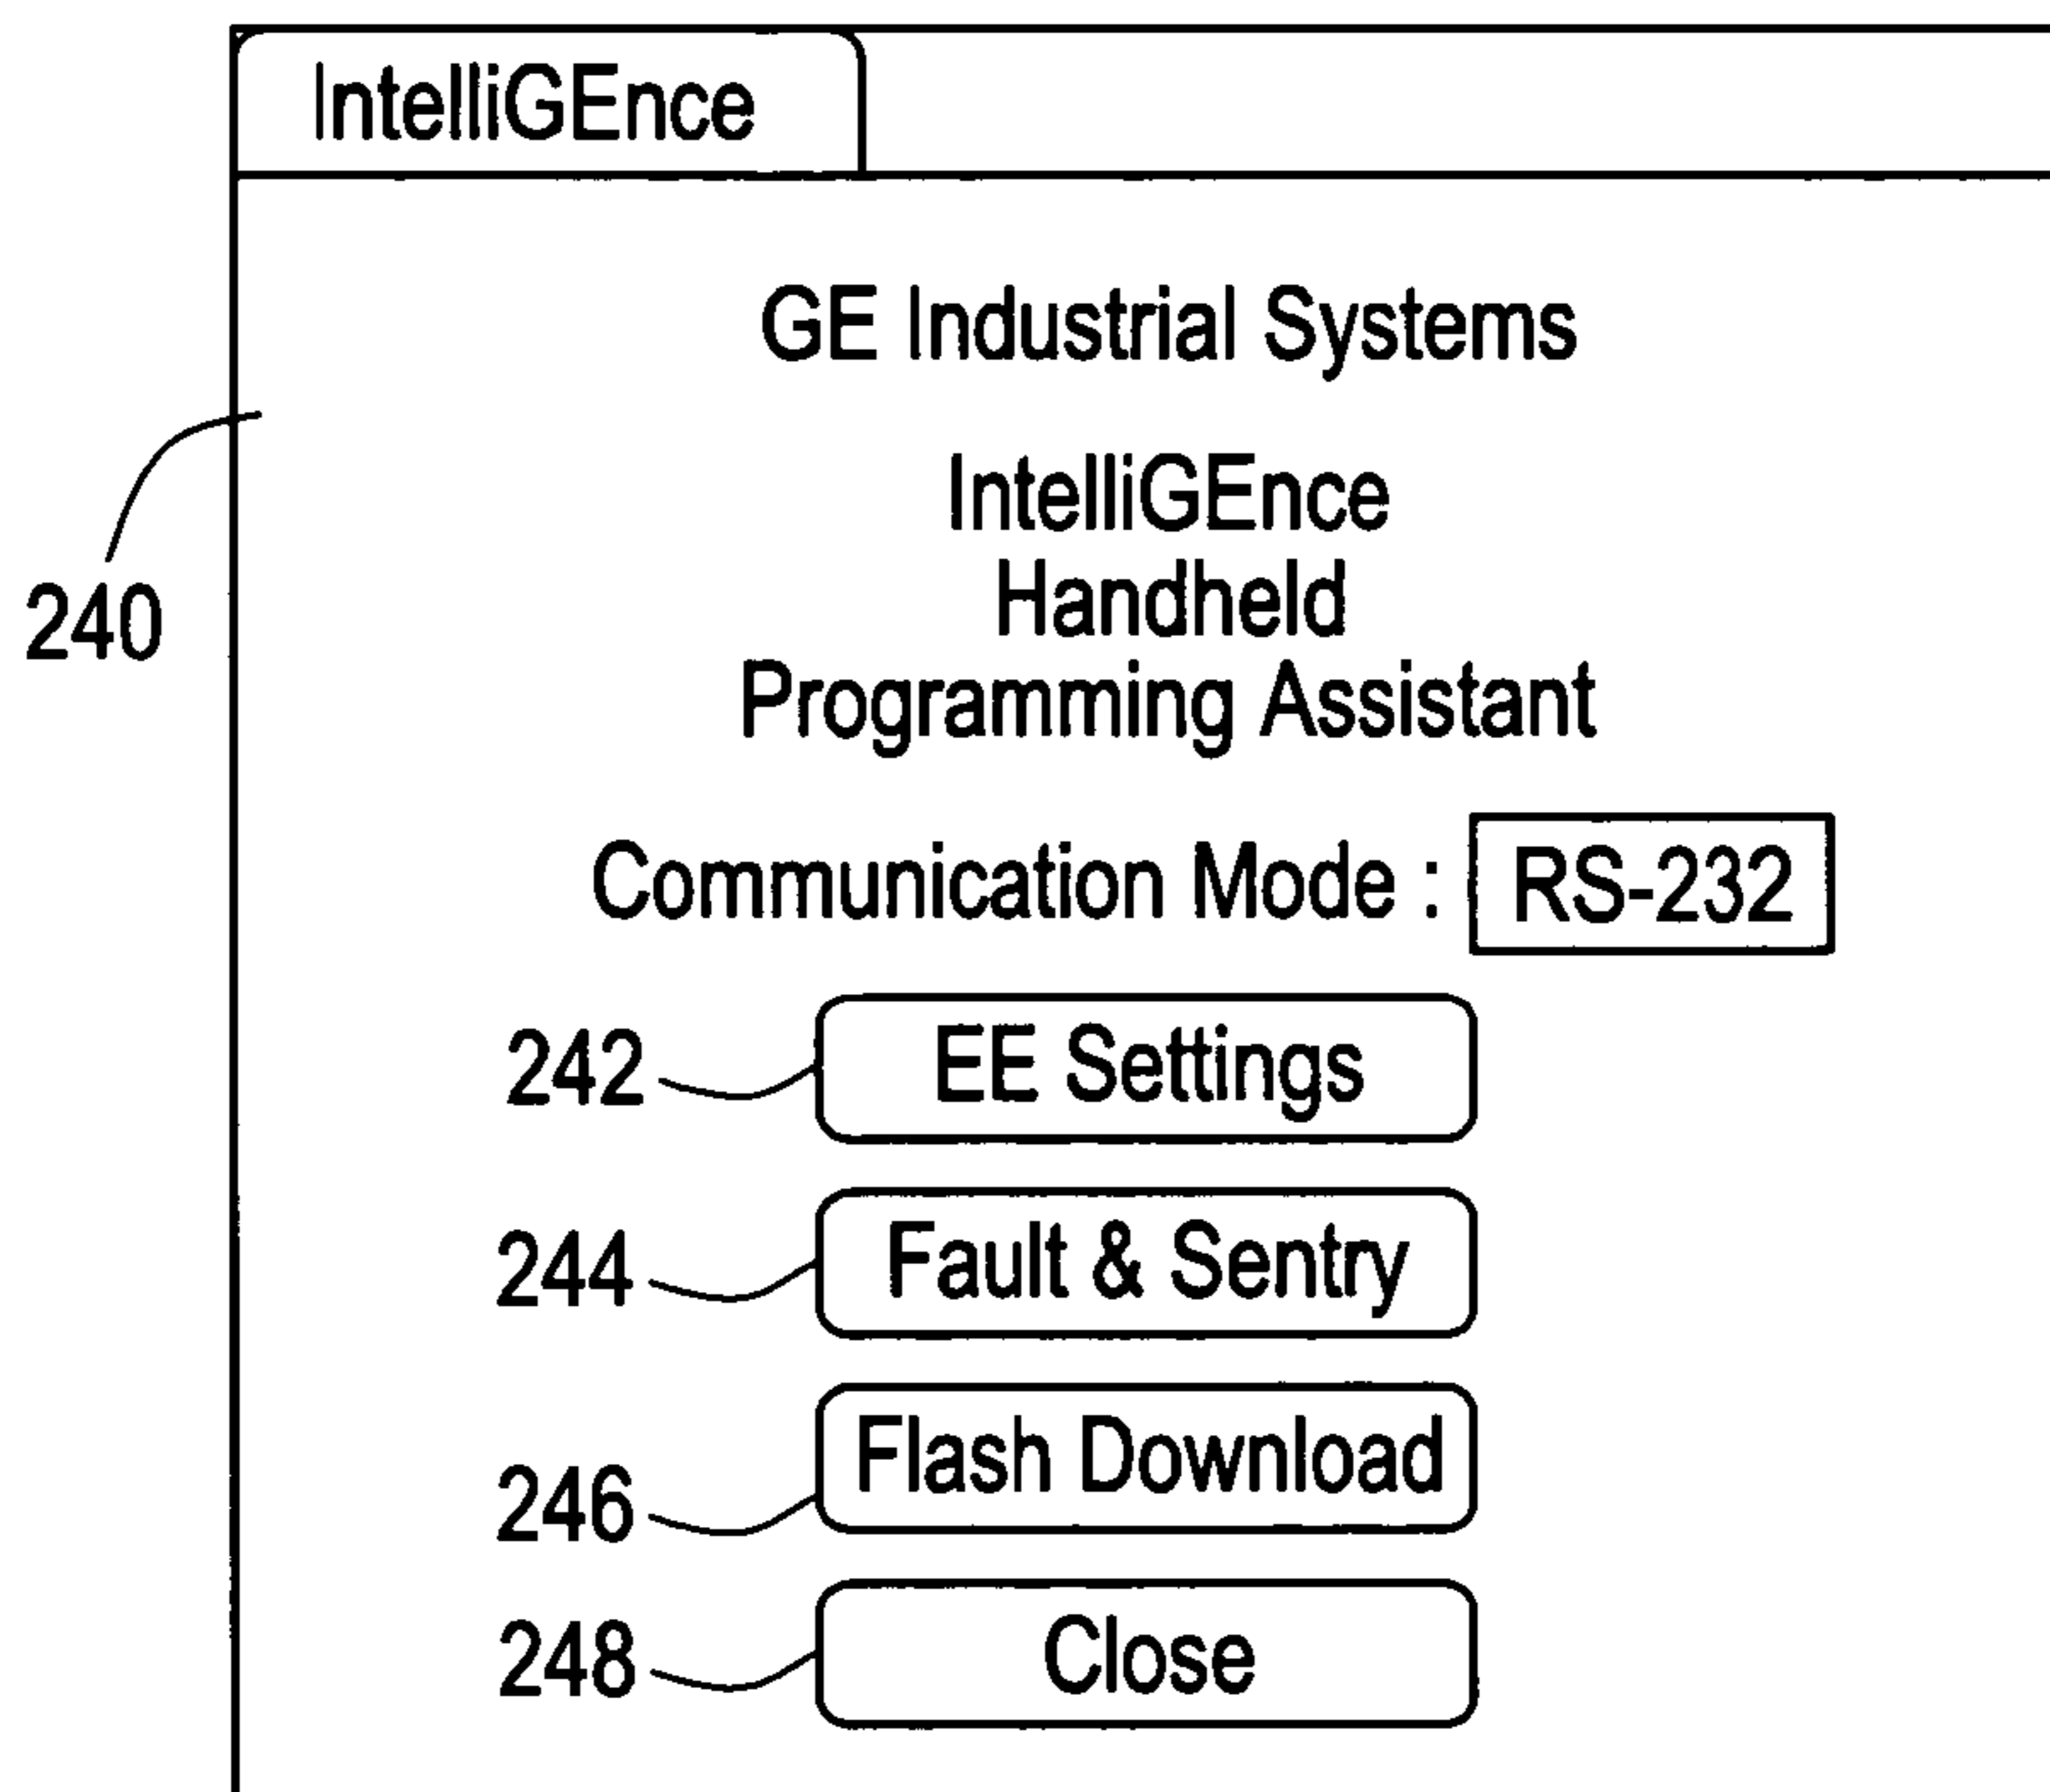 IntelliGEnce
GE Industrial Systems
IntelliGEnce
Handheld
240
Programming Assistant
Communication Mode : RS-232
242 EE Settings
244 Fault & Sentry
246 Flash Download
248 Close